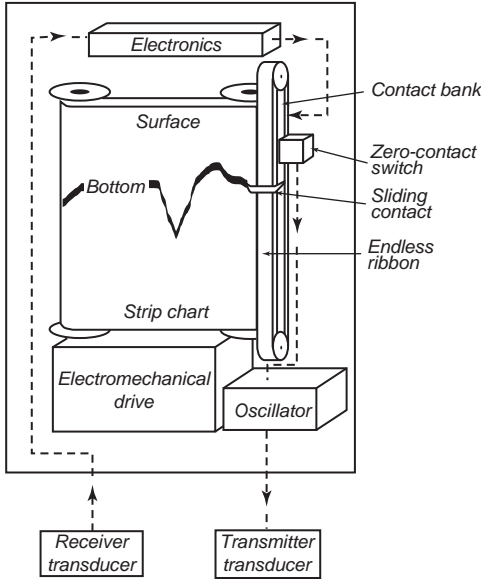 Electronics
Contact bank
Surface
Zero-contact
switch
Bottom
Sliding
contact
Endless
ribbon
Strip chart
Electromechanical
drive
Oscillator
Receiver
transducer
Transmitter
transducer